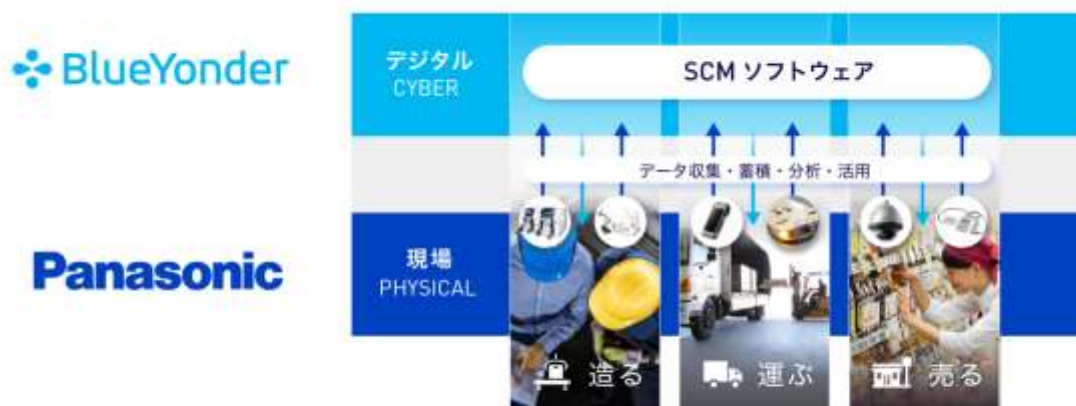 BlueYonder
デジタル
CYBER
SCM ソフトウェア
データ収集・蓄積・分析・活用
Panasonic
現場
PHYSICAL
造る
運ぶ
売る